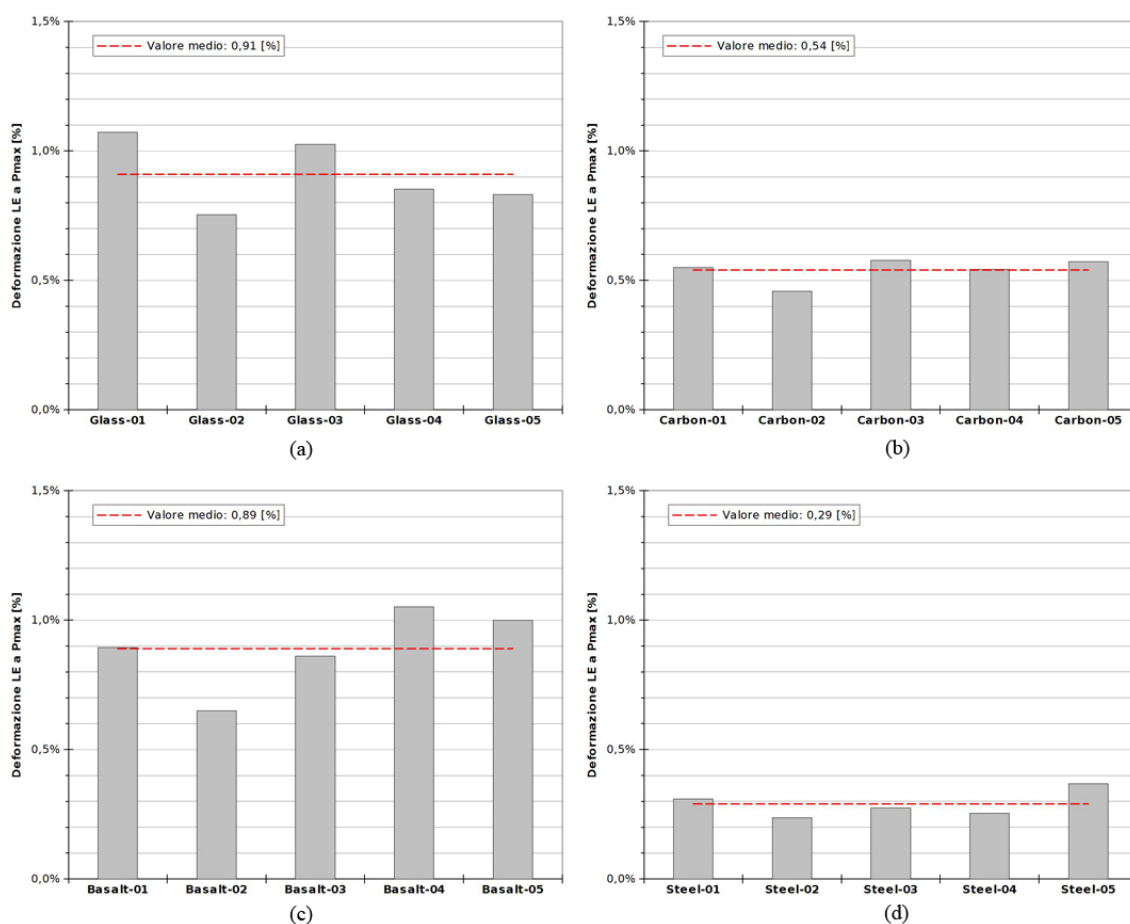 1,5%
Valore medio: 0,91 [%]
Deformazione LE a Pmax [%]
1,0%
0,5%
0,0%
Glass-01 Glass-02 Glass-03 Glass-04 Glass-05
(a)
1,5%
Valore medio: 0,54 [%]
Deformazione LE a Pmax [%]
1,0%
0,5%
0,0%
Carbon-01 Carbon-02 Carbon-03 Carbon-04 Carbon-05
(b)
1,5%
Valore medio: 0,89 [%]
Deformazione LE a Pmax [%]
1,0%
0,5%
0,0%
Basalt-01 Basalt-02 Basalt-03 Basalt-04 Basalt-05
(c)
1,5%
Valore medio: 0,29 [%]
Deformazione LE a Pmax [%]
1,0%
0,5%
0,0%
Steel-01 Steel-02 Steel-03 Steel-04 Steel-05
(d)